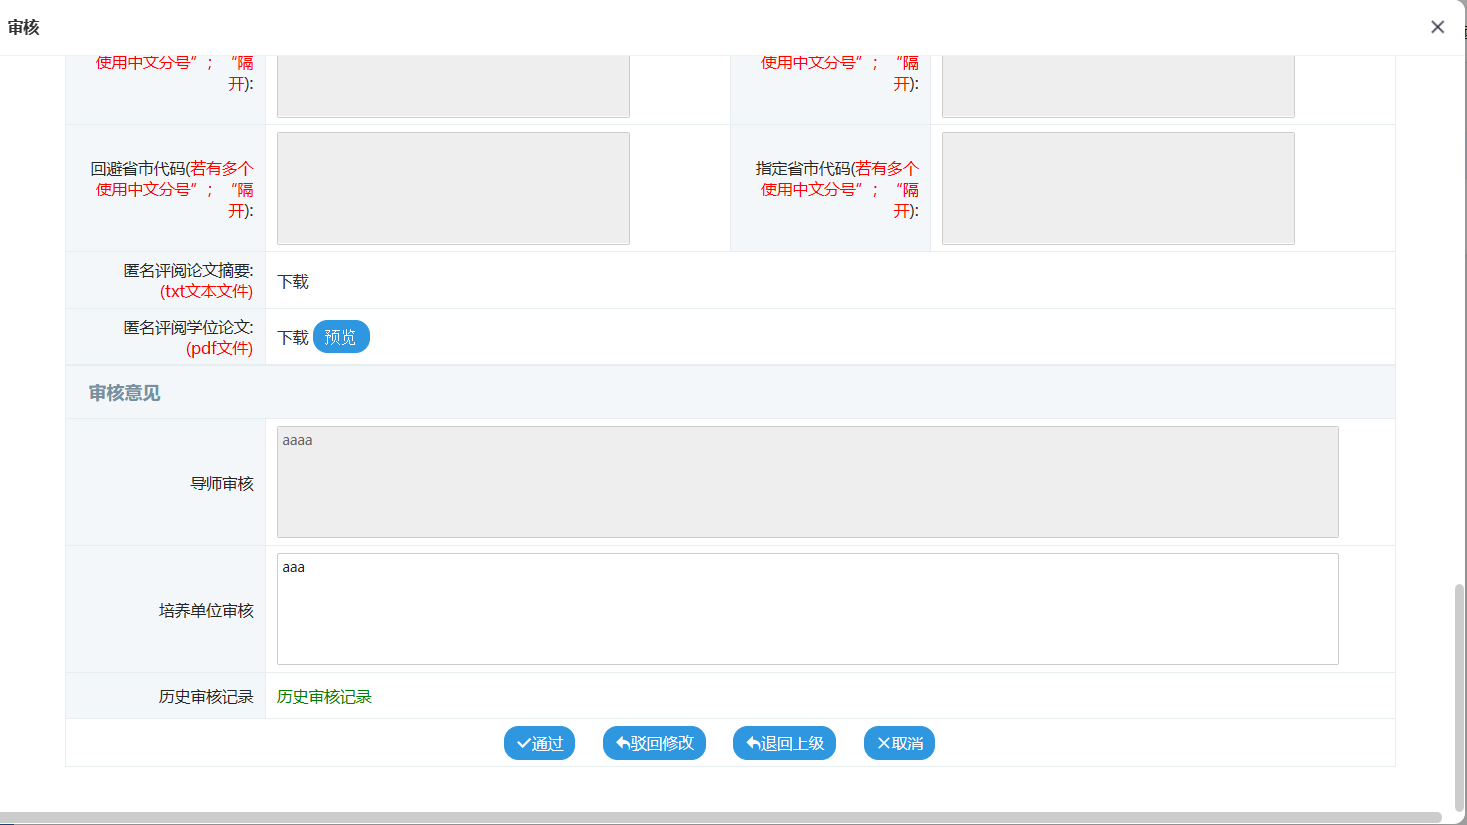 审核
使用中文分号”；“隔
开):
使用中文分号”；“隔
开):
回避省市代码(若有多个
使用中文分号”；“隔
开):
指定省市代码(若有多个
使用中文分号”；“隔
开):
匿名评阅论文摘要:
(txt文本文件)
下载
匿名评阅学位论文:
(pdf文件)
下载 预览
审核意见
导师审核
aaaa
培养单位审核
aaa
历史审核记录 历史审核记录
通过 驳回修改 退回上级 取消